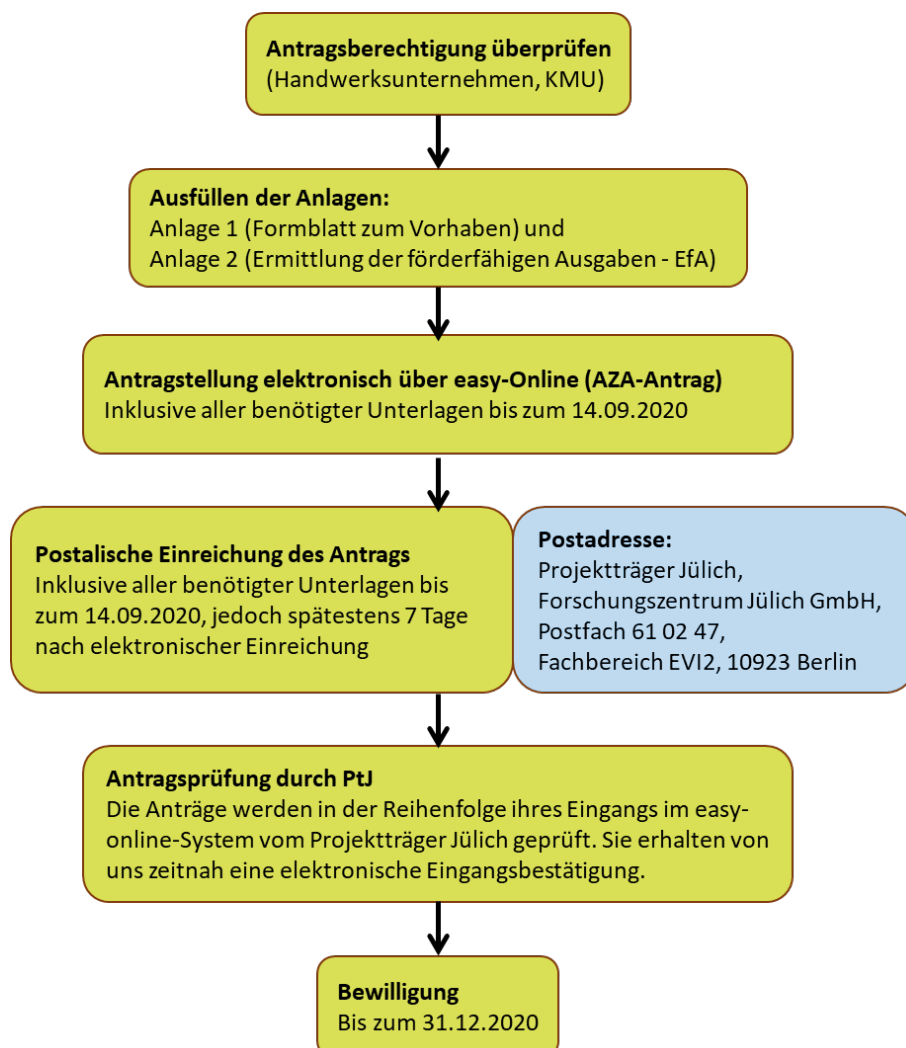 Antragsberechtigung überprüfen
(Handwerksunternehmen, KMU)
Ausfüllen der Anlagen:
Anlage 1 (Formblatt zum Vorhaben) und
Anlage 2 (Ermittlung der förderfähigen Ausgaben - EfA)
Antragstellung elektronisch über easy-Online (AZA-Antrag)
Inklusive aller benötigter Unterlagen bis zum 14.09.2020
Postalische Einreichung des Antrags
Inklusive aller benötigter Unterlagen bis
zum 14.09.2020, jedoch spätestens 7 Tage
nach elektronischer Einreichung
Postadresse:
Projektträger Jülich,
Forschungszentrum Jülich GmbH,
Postfach 61 02 47,
Fachbereich EVI2, 10923 Berlin
Antragsprüfung durch PtJ
Die Anträge werden in der Reihenfolge ihres Eingangs im easy-
online-System vom Projektträger Jülich geprüft. Sie erhalten von
uns zeitnah eine elektronische Eingangsbestätigung.
Bewilligung
Bis zum 31.12.2020